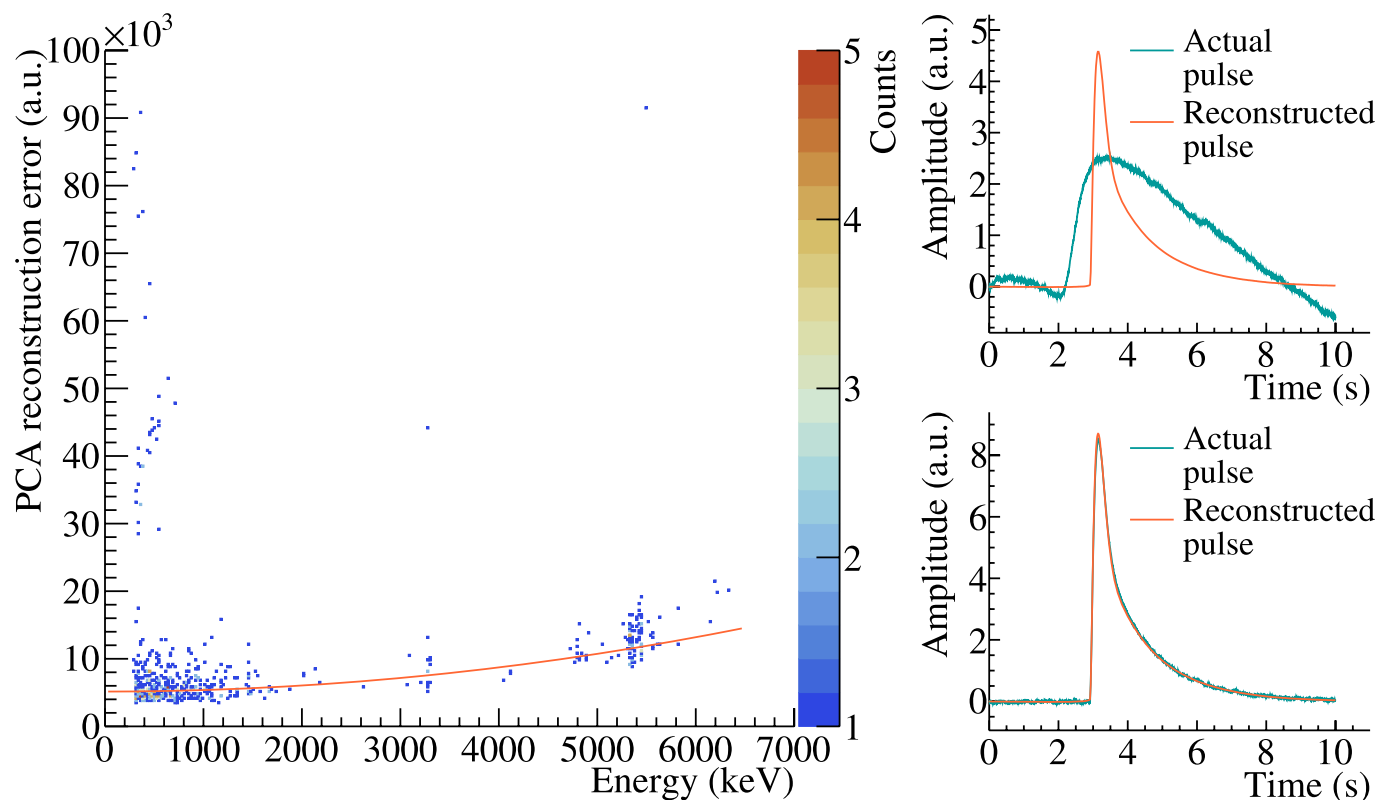 ×10³
100
90
80
70
60
50
40
30
20
10
0
PCA reconstruction error (a.u.)
0 1000 2000 3000 4000 5000 6000 7000
Energy (keV)
5
4
3
2
1
Counts
5
4
3
2
1
0
Amplitude (a.u.)
Actual
pulse
Reconstructed
pulse
0 2 4 6 8 10
Time (s)
8
6
4
2
0
Amplitude (a.u.)
Actual
pulse
Reconstructed
pulse
0 2 4 6 8 10
Time (s)